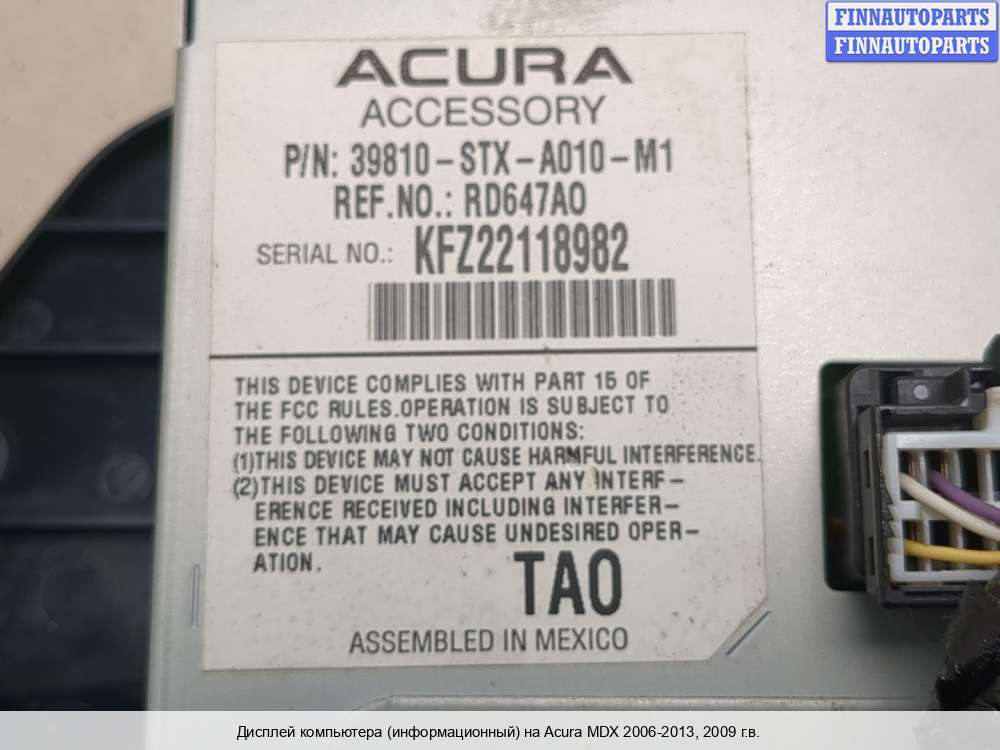 FINNAUTOPARTS
FINNAUTOPARTS
ACURA
ACCESSORY
P/N: 39810-STX-A010-M1
REF.NO.: RD647A0
SERIAL NO.: KFZ22118982
THIS DEVICE COMPLIES WITH PART 15 OF
THE FCC RULES.OPERATION IS SUBJECT TO
THE FOLLOWING TWO CONDITIONS:
(1)THIS DEVICE MAY NOT CAUSE HARMFUL INTERFERENCE.
(2)THIS DEVICE MUST ACCEPT ANY INTERF-
ERENCE RECEIVED INCLUDING INTERFER-
ENCE THAT MAY CAUSE UNDESIRED OPER-
ATION.
TA0
ASSEMBLED IN MEXICO
Дисплей компьютера (информационный) на Acura MDX 2006-2013, 2009 г.в.